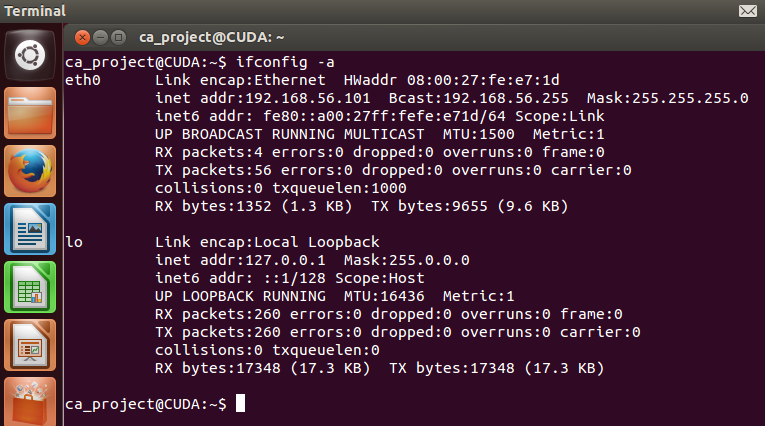 Terminal
ca_project@CUDA: ~
ca_project@CUDA:~$ ifconfig -a
eth0      Link encap:Ethernet  HWaddr 08:00:27:fe:e7:1d
          inet addr:192.168.56.101  Bcast:192.168.56.255  Mask:255.255.255.0
          inet6 addr: fe80::a00:27ff:fefe:e71d/64 Scope:Link
          UP BROADCAST RUNNING MULTICAST  MTU:1500  Metric:1
          RX packets:4 errors:0 dropped:0 overruns:0 frame:0
          TX packets:56 errors:0 dropped:0 overruns:0 carrier:0
          collisions:0 txqueuelen:1000
          RX bytes:1352 (1.3 KB)  TX bytes:9655 (9.6 KB)
lo        Link encap:Local Loopback
          inet addr:127.0.0.1  Mask:255.0.0.0
          inet6 addr: ::1/128 Scope:Host
          UP LOOPBACK RUNNING  MTU:16436  Metric:1
          RX packets:260 errors:0 dropped:0 overruns:0 frame:0
          TX packets:260 errors:0 dropped:0 overruns:0 carrier:0
          collisions:0 txqueuelen:0
          RX bytes:17348 (17.3 KB)  TX bytes:17348 (17.3 KB)
ca_project@CUDA:~$